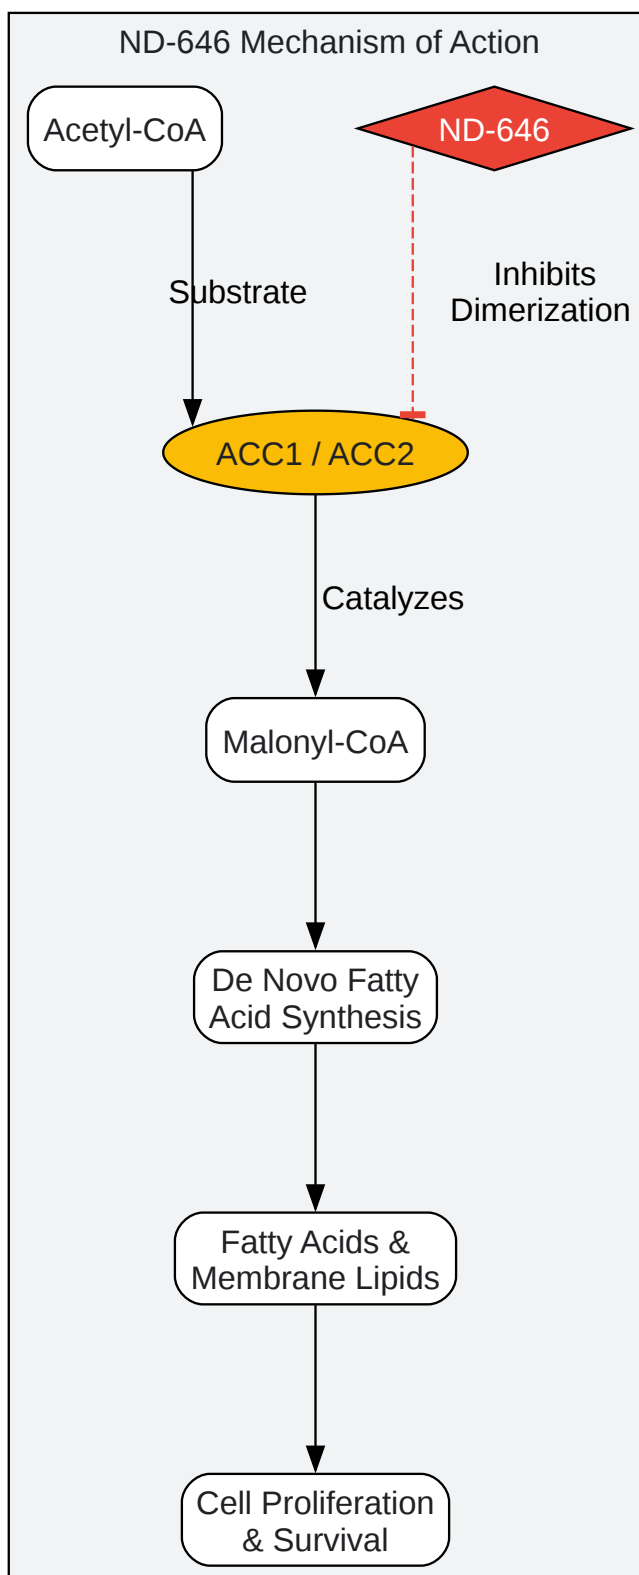 ND-646 Mechanism of Action
Acetyl-CoA
ND-646
Substrate
Inhibits
Dimerization
ACC1 / ACC2
Catalyzes
Malonyl-CoA
De Novo Fatty
Acid Synthesis
Fatty Acids &
Membrane Lipids
Cell Proliferation
& Survival